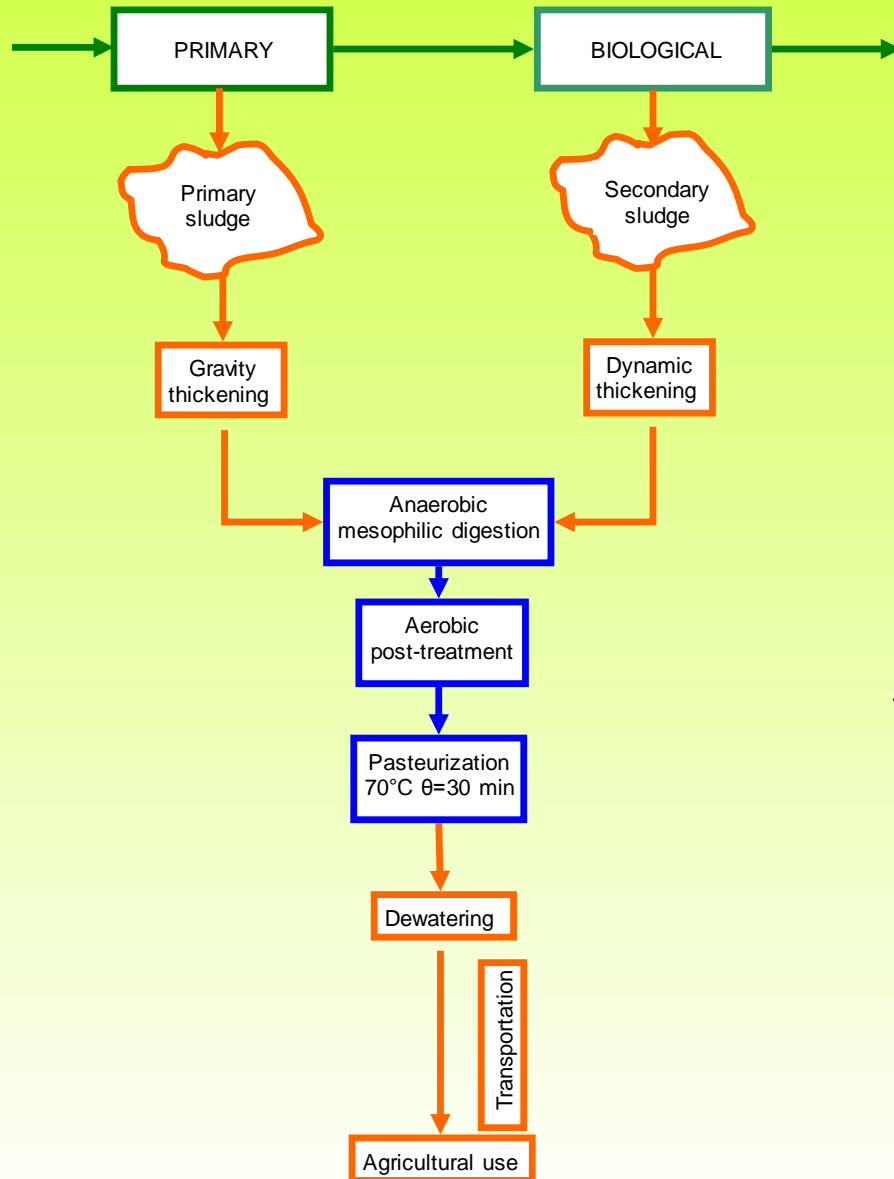 PRIMARY
BIOLOGICAL
Primary
sludge
Secondary
sludge
Gravity
thickening
Dynamic
thickening
Anaerobic
mesophilic digestion
Aerobic
post-treatment
Pasteurization
70°C θ=30 min
Dewatering
Transportation
Agricultural use